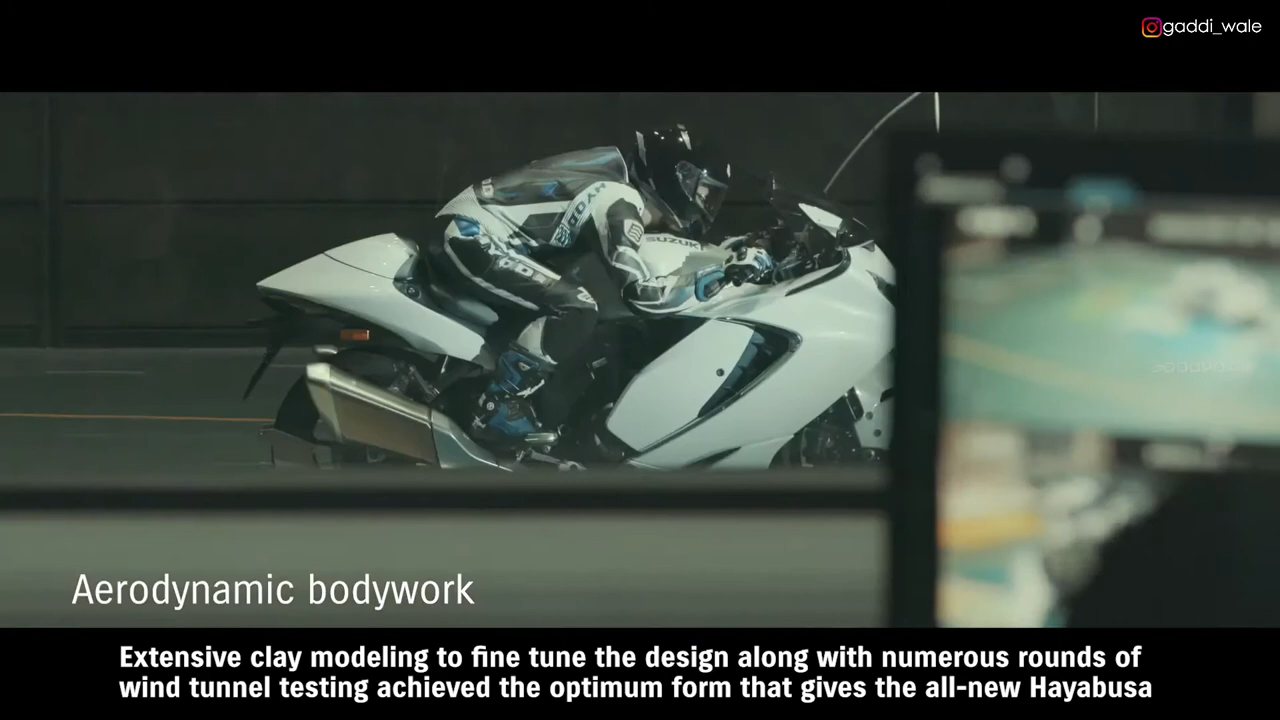 gaddi_wale
SUZUKI
Aerodynamic bodywork
Extensive clay modeling to fine tune the design along with numerous rounds of
wind tunnel testing achieved the optimum form that gives the all-new Hayabusa